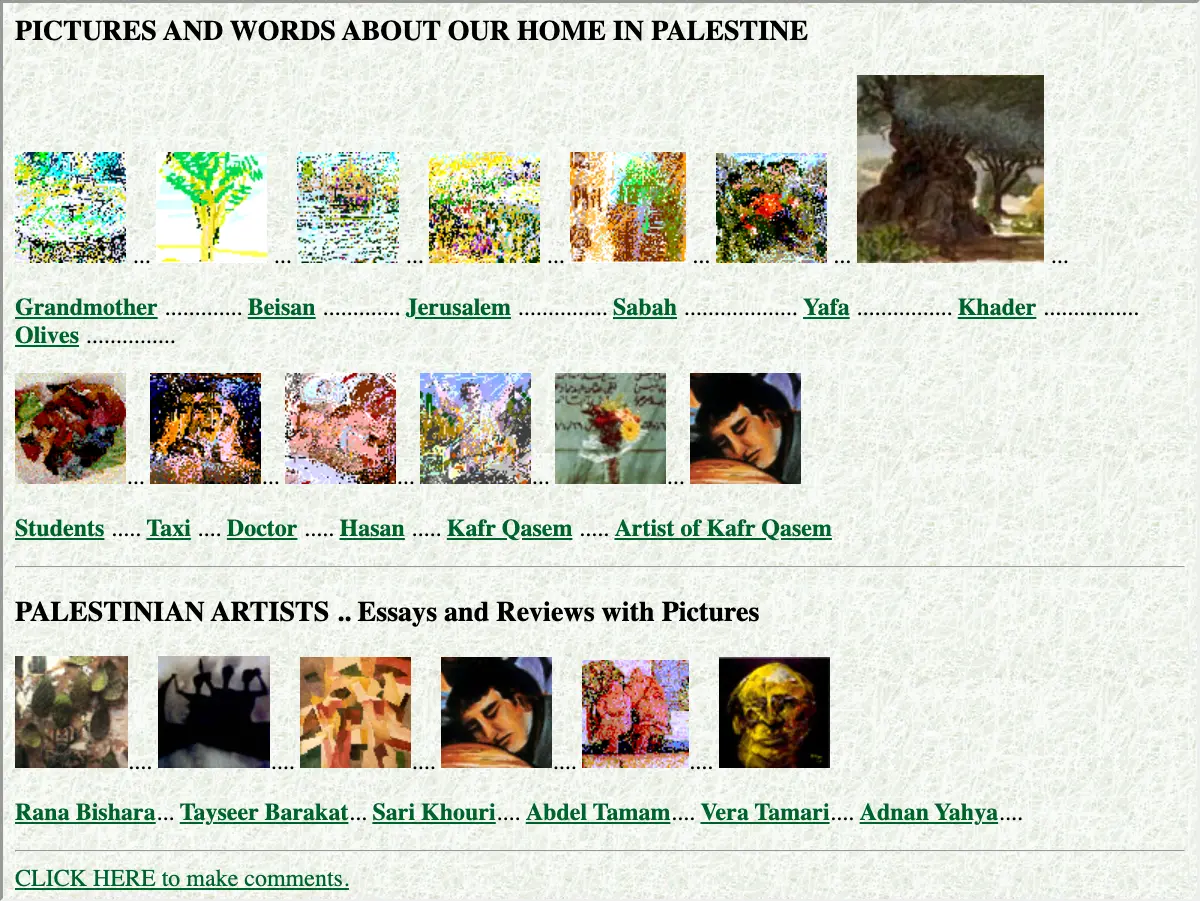 PICTURES AND WORDS ABOUT OUR HOME IN PALESTINE
... ... ... ... ... ... ...
Grandmother ............. Beisan ............ Jerusalem ............... Sabah ................... Yafa ................ Khader ................
Olives ...............
... ... ... ... ...
Students ..... Taxi .... Doctor ..... Hasan ..... Kafr Qasem ..... Artist of Kafr Qasem
PALESTINIAN ARTISTS .. Essays and Reviews with Pictures
.... .... .... .... ....
Rana Bishara... Tayseer Barakat... Sari Khouri.... Abdel Tamam.... Vera Tamari.... Adnan Yahya....
CLICK HERE to make comments.